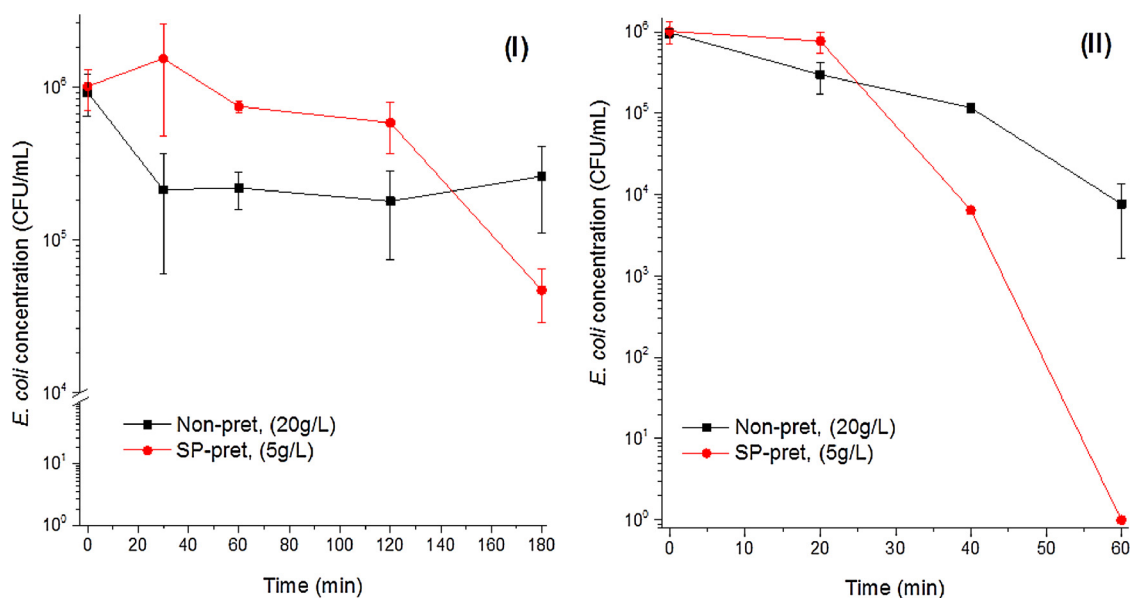 (I)
E. coli concentration (CFU/mL)
10⁶
10⁵
10⁴
10¹
10⁰
Non-pret, (20g/L)
SP-pret, (5g/L)
0 20 40 60 80 100 120 140 160 180
Time (min)
(II)
E. coli concentration (CFU/mL)
10⁶
10⁵
10⁴
10³
10²
10¹
10⁰
Non-pret, (20g/L)
SP-pret, (5g/L)
0 10 20 30 40 50 60
Time (min)